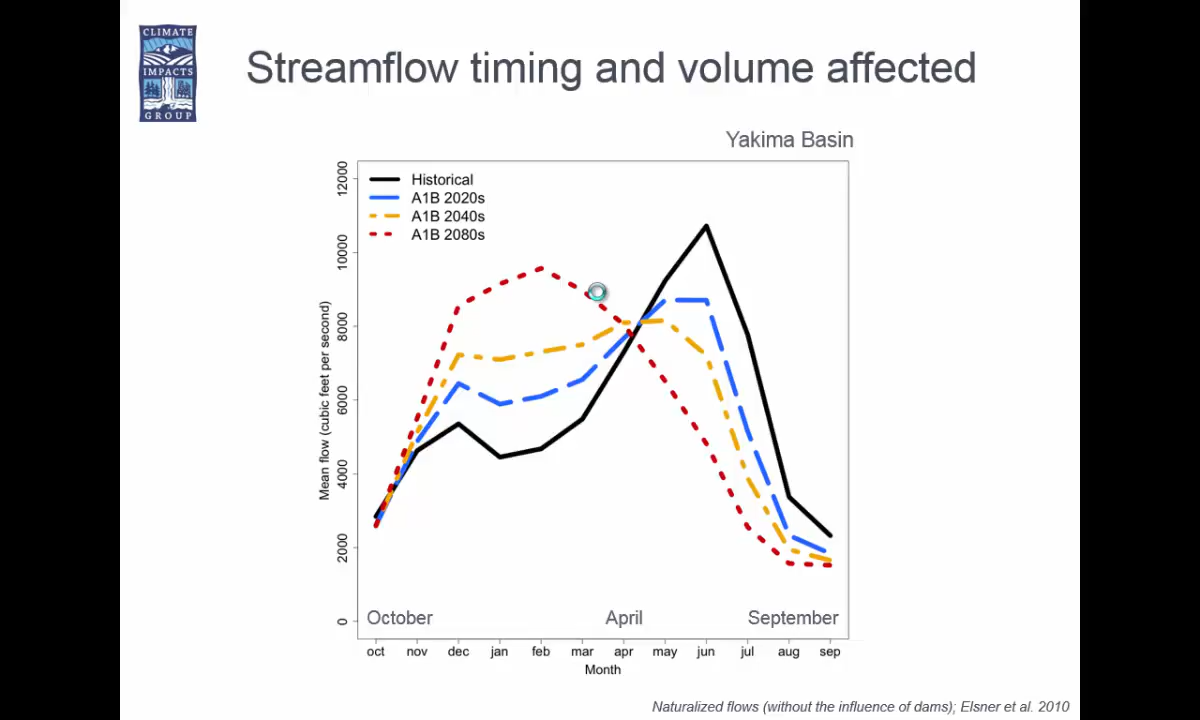 CLIMATE
IMPACTS
GROUP
Streamflow timing and volume affected
Yakima Basin
Historical
A1B 2020s
A1B 2040s
A1B 2080s
12000
10000
8000
6000
4000
2000
0
Mean flow (cubic feet per second)
October April September
oct nov dec jan feb mar apr may jun jul aug sep
Month
Naturalized flows (without the influence of dams); Elsner et al. 2010